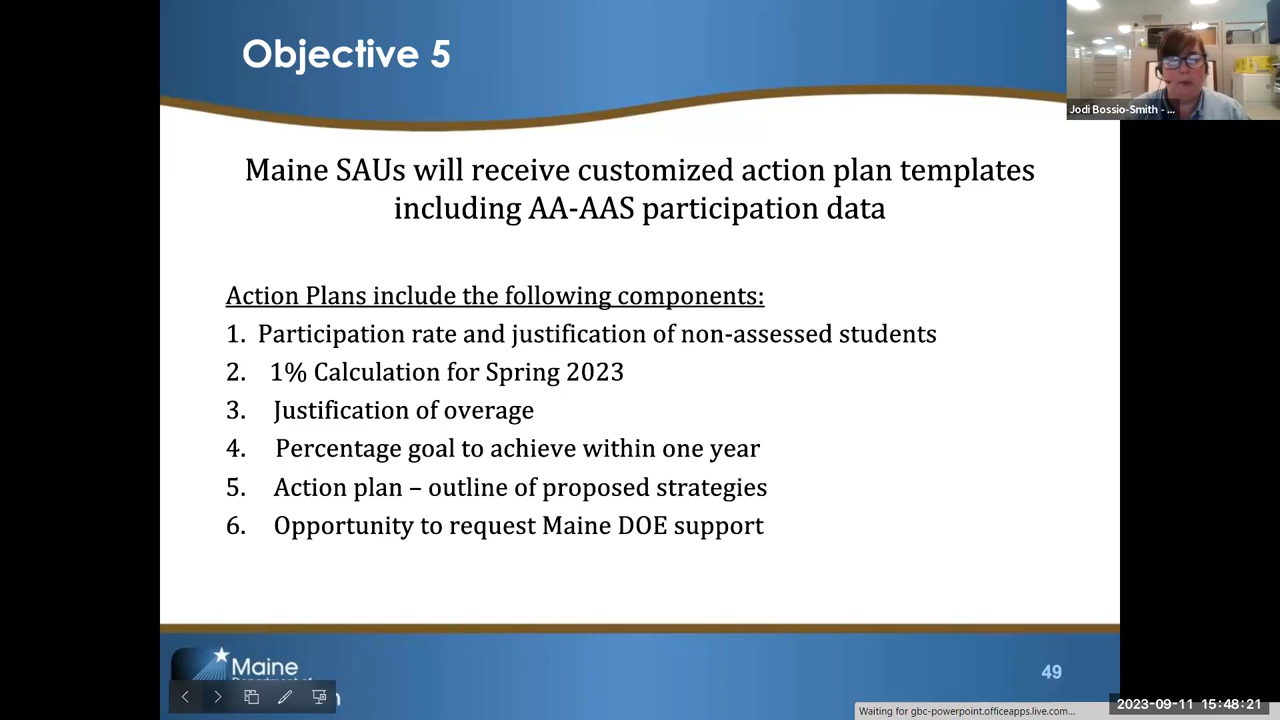 Objective 5
Jodi Bossio-Smith - ...
Maine SAUs will receive customized action plan templates
including AA-AAS participation data
Action Plans include the following components:
1. Participation rate and justification of non-assessed students
2. 1% Calculation for Spring 2023
3. Justification of overage
4. Percentage goal to achieve within one year
5. Action plan – outline of proposed strategies
6. Opportunity to request Maine DOE support
Maine
49
Waiting for gbc-powerpoint.officeapps.live.com...
2023-09-11 15:48:21